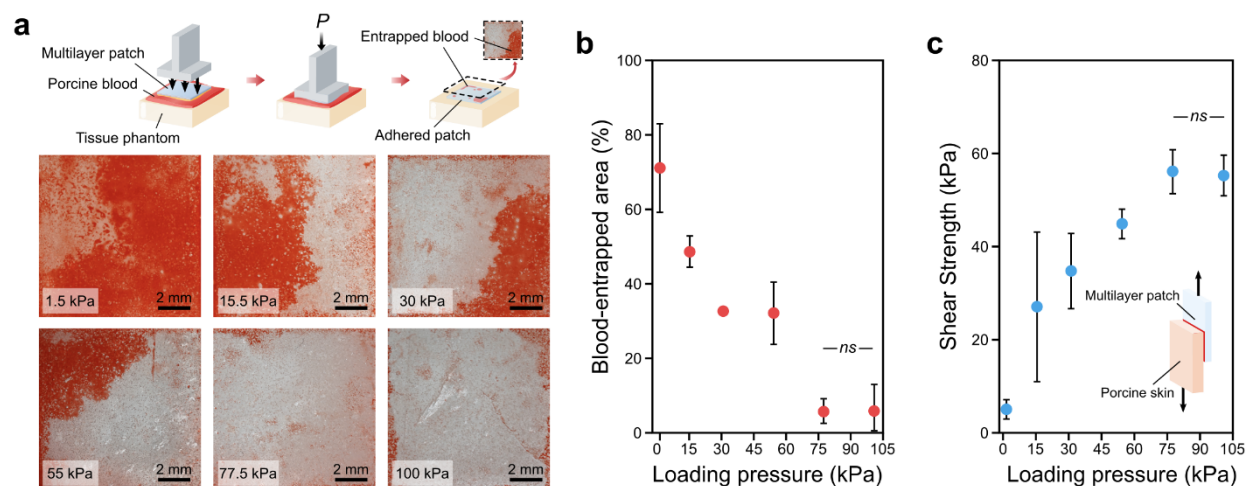 a
P
Multilayer patch
Porcine blood
Tissue phantom
Entrapped blood
Adhered patch
1.5 kPa
2 mm
15.5 kPa
2 mm
30 kPa
2 mm
55 kPa
2 mm
77.5 kPa
2 mm
100 kPa
2 mm
b
Blood-entrapped area (%)
100
80
60
40
20
0
ns
0 15 30 45 60 75 90 105
Loading pressure (kPa)
c
Shear Strength (kPa)
80
60
40
20
0
ns
Multilayer patch
Porcine skin
0 15 30 45 60 75 90 105
Loading pressure (kPa)